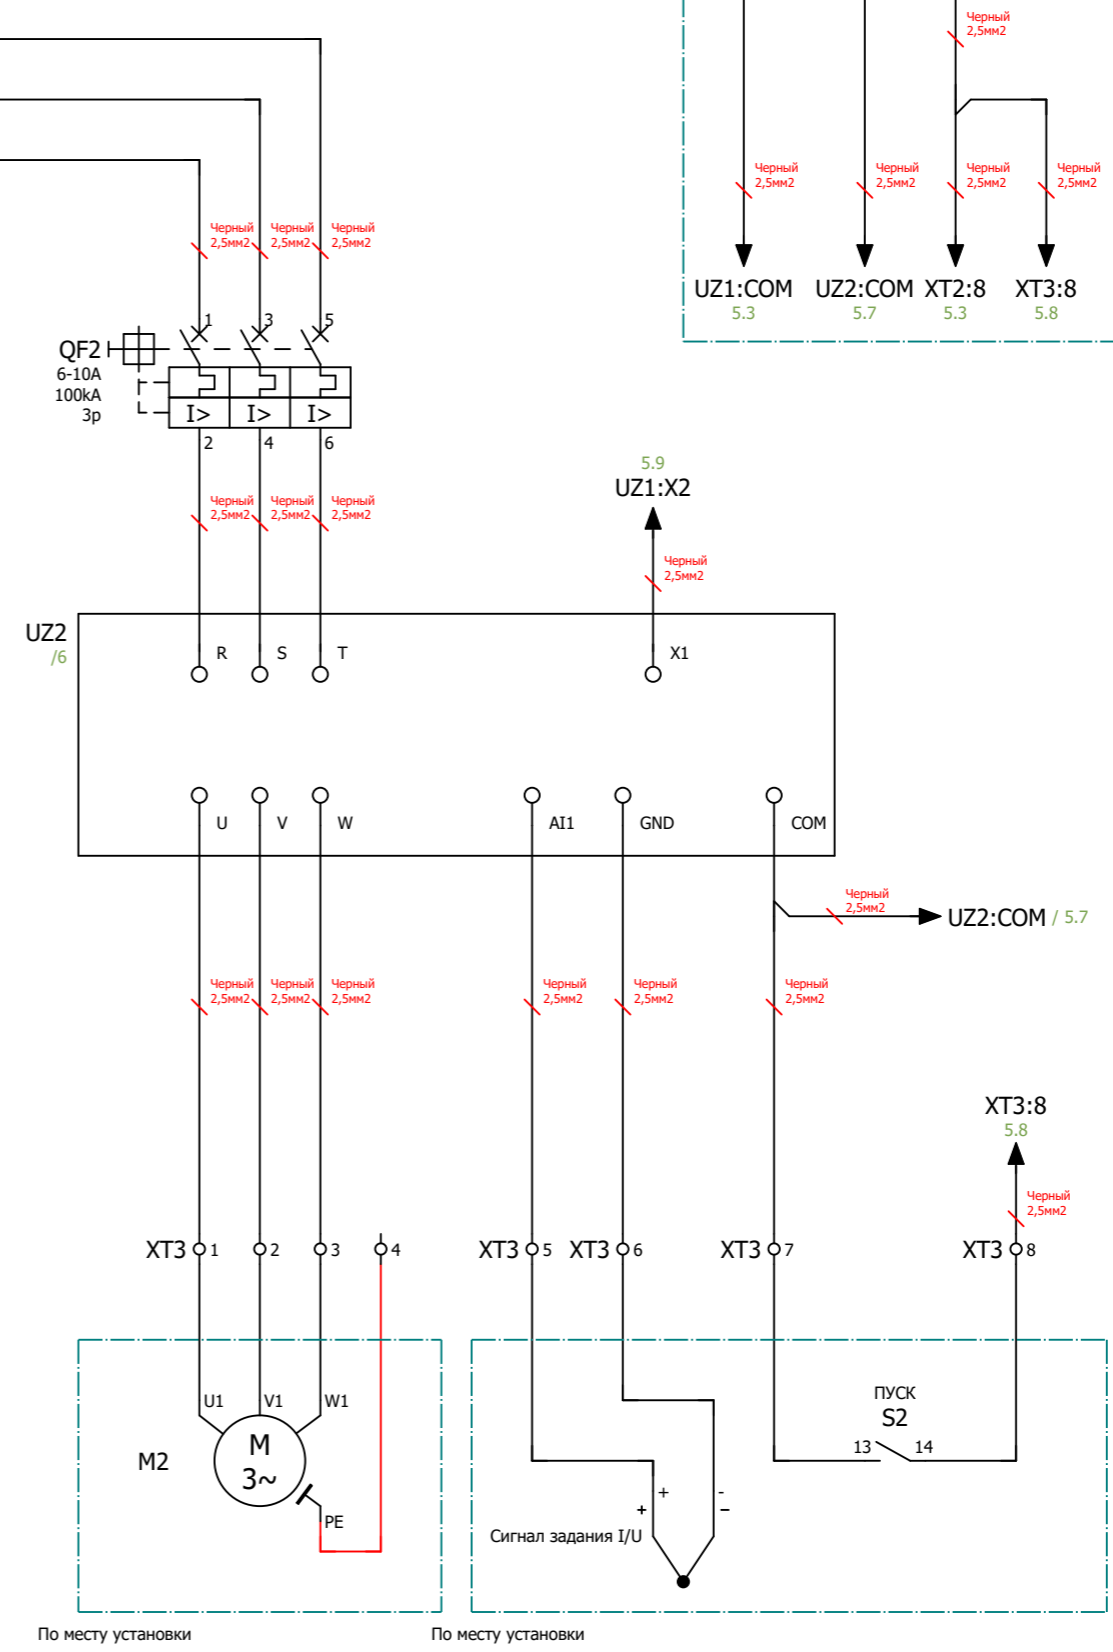 Черный
2,5мм2
Черный
2,5мм2
Черный
2,5мм2
Черный
2,5мм2
Черный
2,5мм2
UZ1:COM
5.3
UZ2:COM
5.7
XT2:8
5.3
XT3:8
5.8
Черный
2,5мм2
Черный
2,5мм2
Черный
2,5мм2
QF2
6-10A
100kA
3p
1
3
5
I>
I>
I>
2
4
6
Черный
2,5мм2
Черный
2,5мм2
Черный
2,5мм2
5.9
UZ1:X2
Черный
2,5мм2
UZ2
/6
R
S
T
X1
U
V
W
AI1
GND
COM
Черный
2,5мм2
UZ2:COM / 5.7
Черный
2,5мм2
Черный
2,5мм2
Черный
2,5мм2
Черный
2,5мм2
Черный
2,5мм2
Черный
2,5мм2
XT3:8
5.8
Черный
2,5мм2
XT3 1
2
3
4
XT3 5
XT3 6
XT3 7
XT3 8
U1
V1
W1
M2
M
3~
PE
ПУСК
S2
13
14
+
-
+
−
Сигнал задания I/U
По месту установки
По месту установки